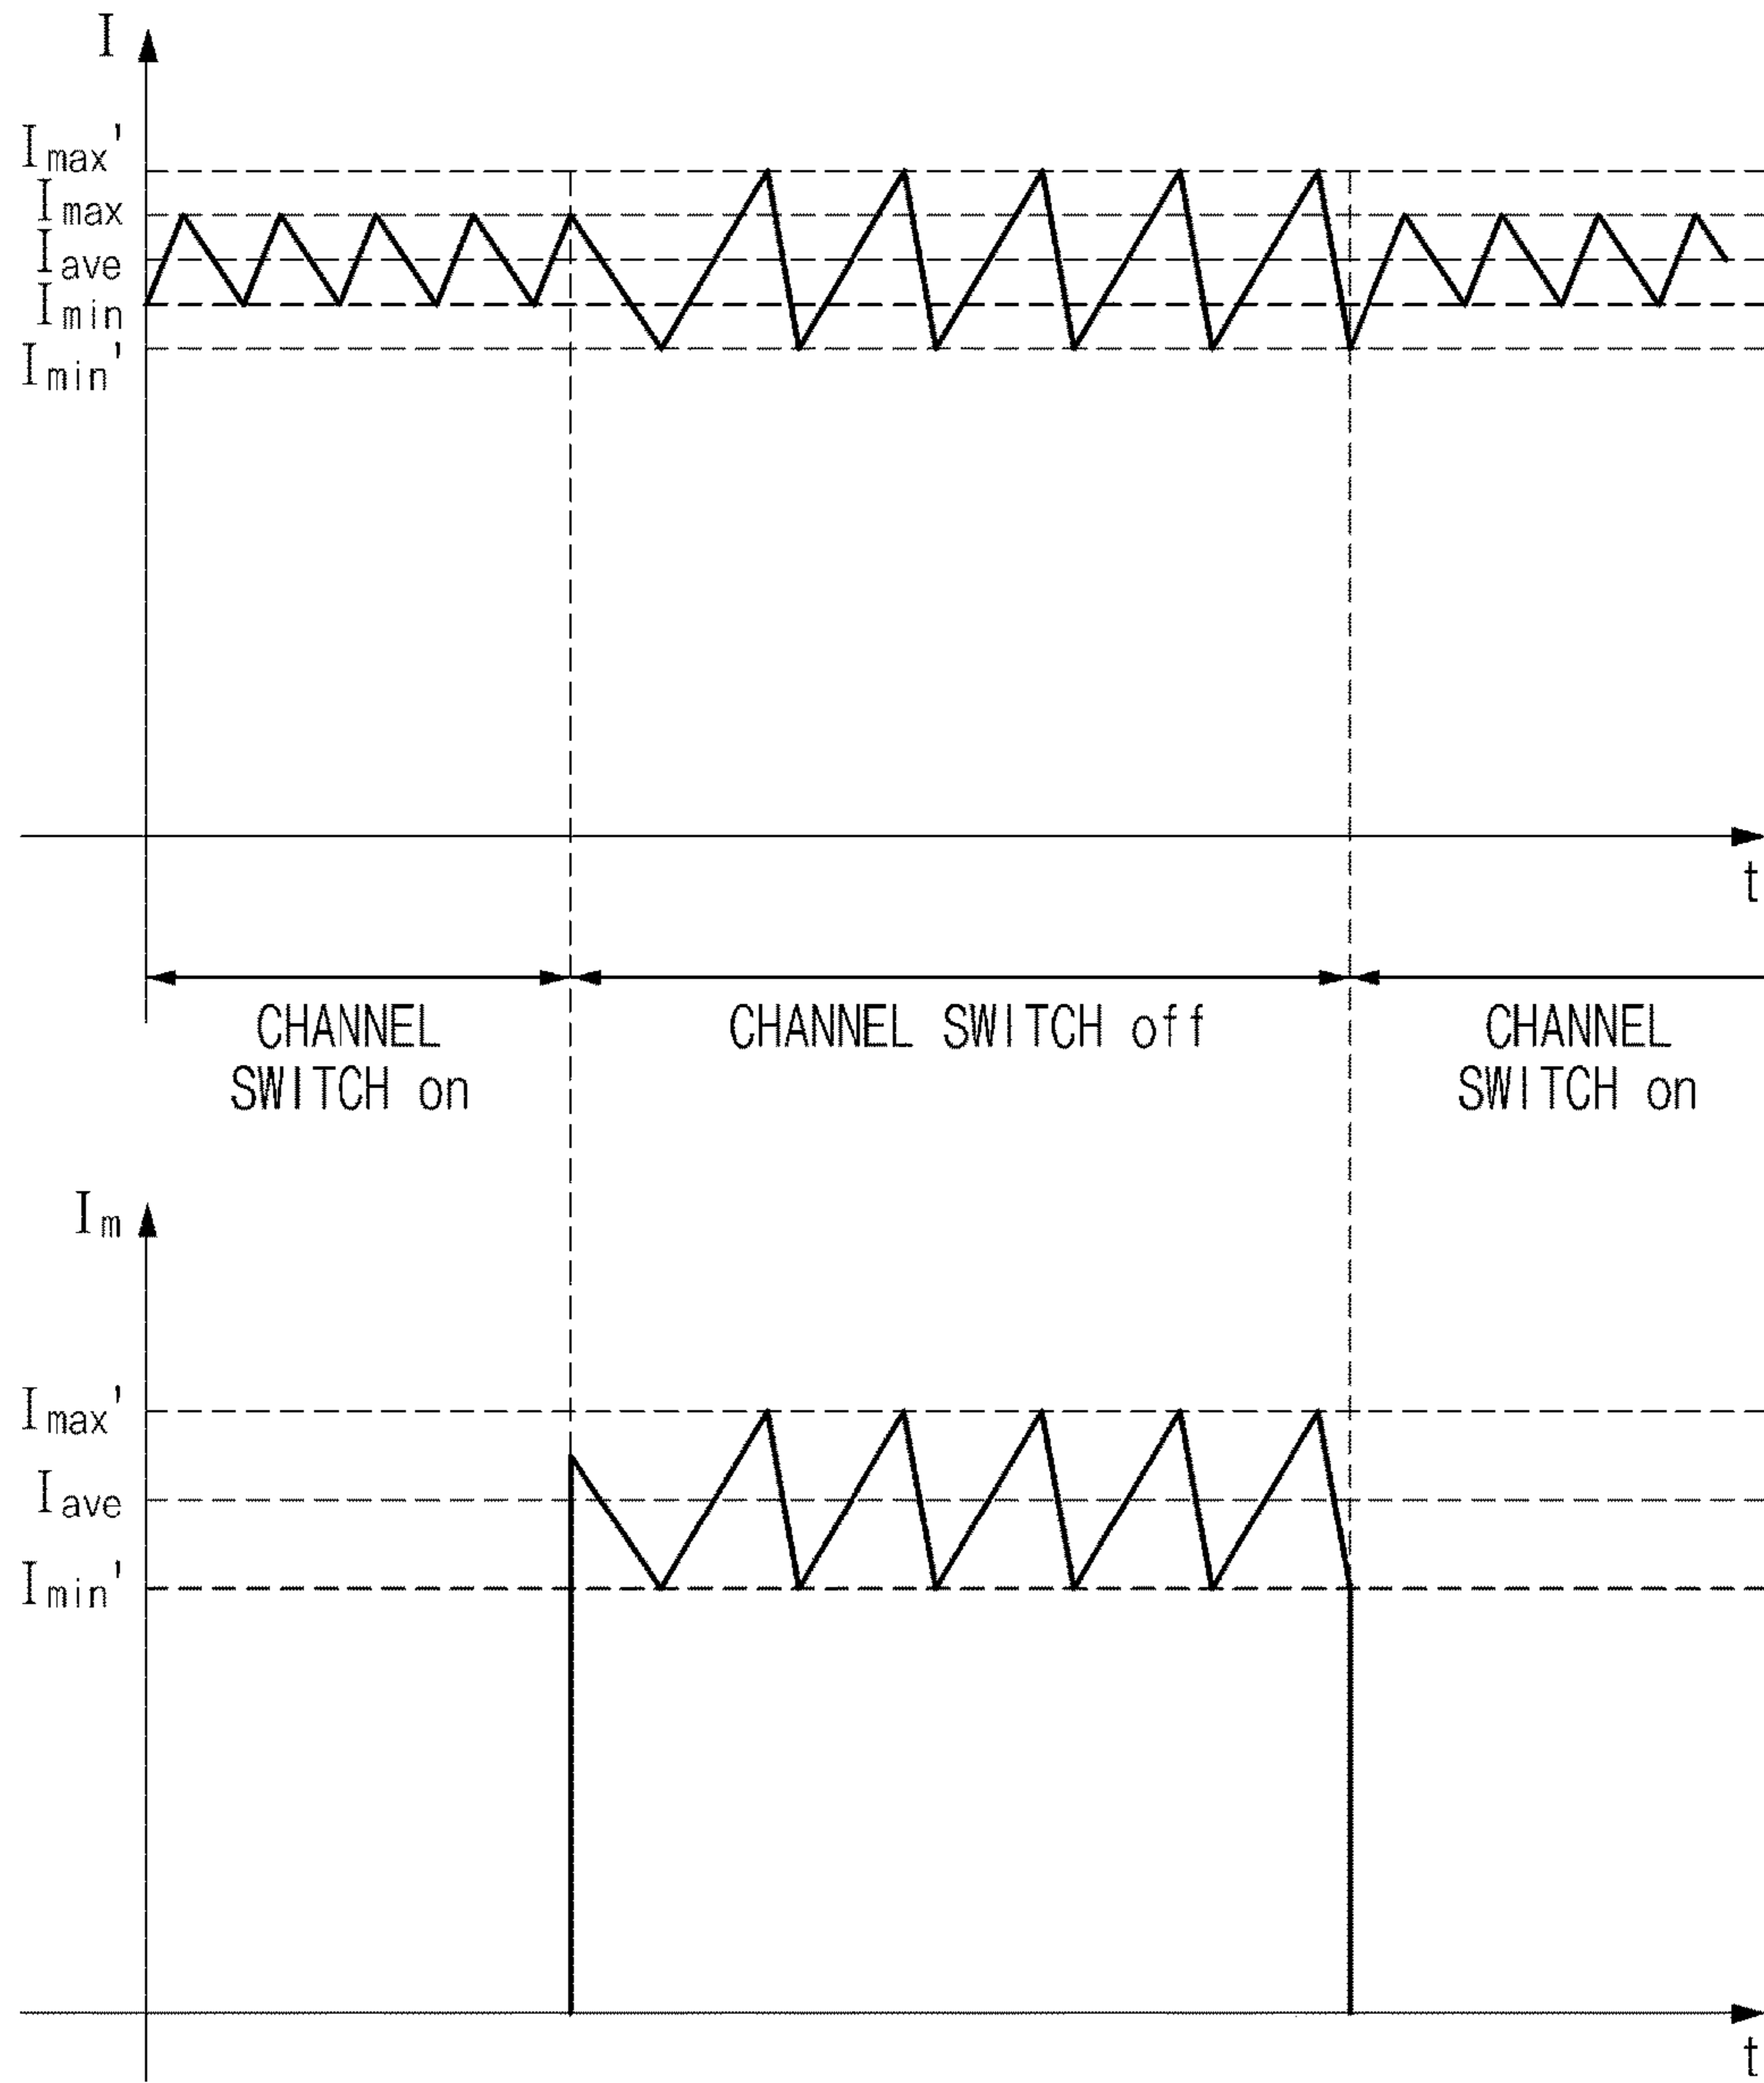 I
Imax'
Imax
Iave
Imin
Imin'
t
CHANNEL SWITCH on
CHANNEL SWITCH off
CHANNEL SWITCH on
Im
Imax'
Iave
Imin'
t